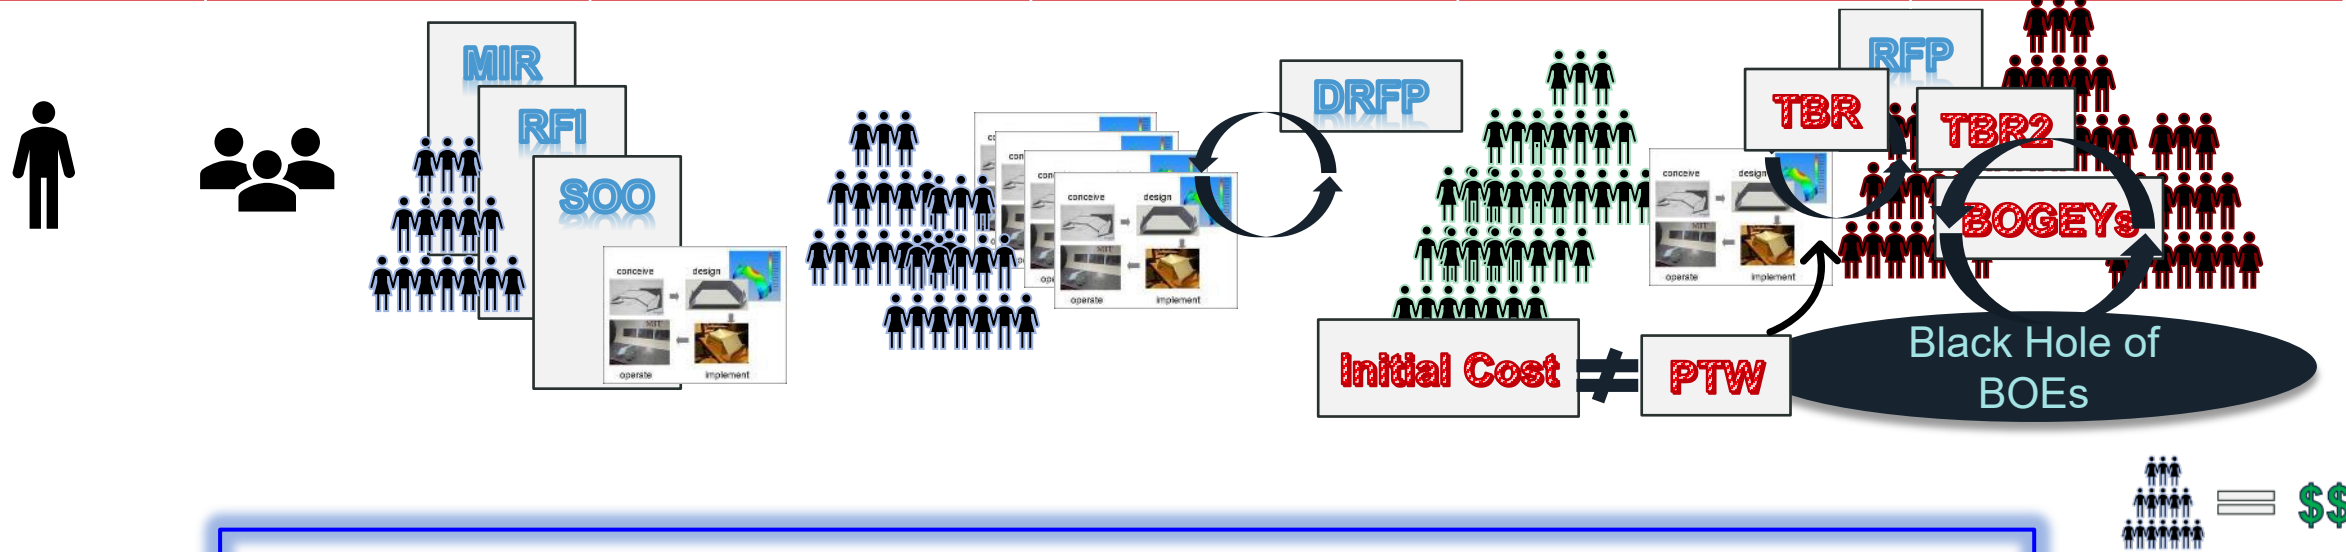 MIR
RFI
SOO
conceive
design
operate
implement
conceive
design
operate
implement
DRFP
Initial Cost
≠
PTW
RFP
TBR
TBR2
BOGEYs
conceive
design
operate
implement
Black Hole of
BOEs
= $$